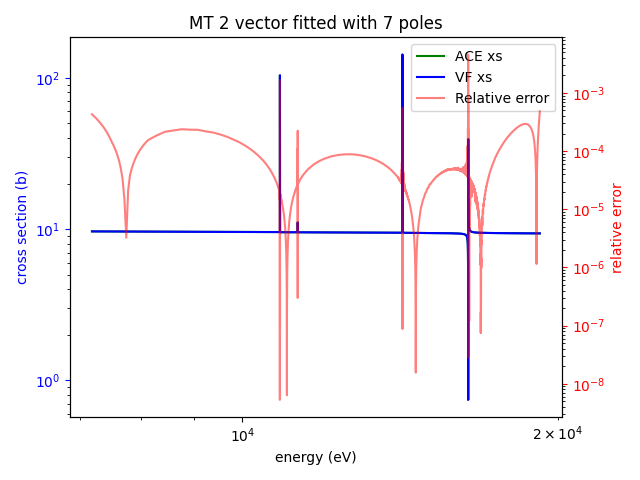 MT 2 vector fitted with 7 poles
ACE xs
VF xs
Relative error
cross section (b)
10²
10¹
10⁰
relative error
10⁻³
10⁻⁴
10⁻⁵
10⁻⁶
10⁻⁷
10⁻⁸
10⁴
2 × 10⁴
energy (eV)